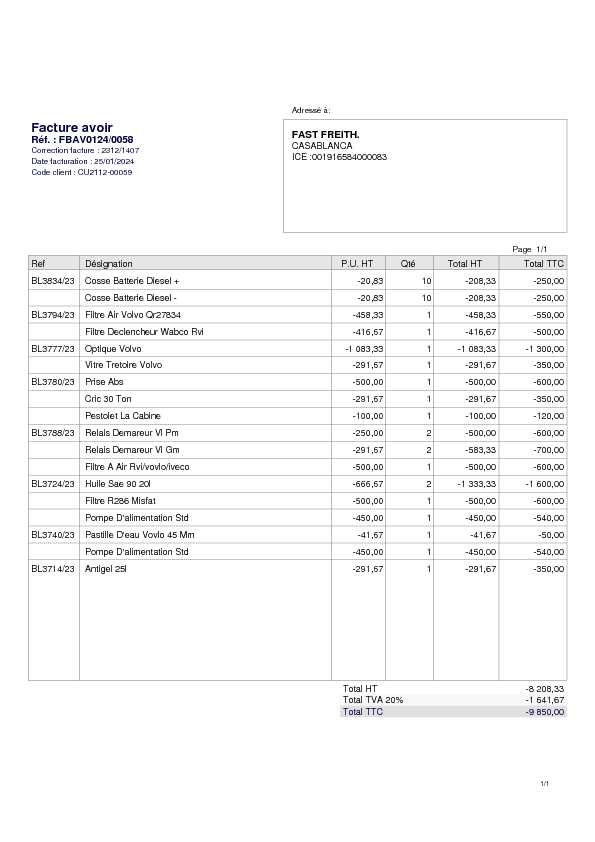 Adressé à:
Facture avoir
Réf. : FBAV0124/0058
Correction facture : 2312/1407
Date facturation : 25/01/2024
Code client : CU2112-00059
FAST FREITH.
CASABLANCA
ICE :001916584000083
Page 1/1
Ref Désignation P.U. HT Qté Total HT Total TTC
BL3834/23 Cosse Batterie Diesel + -20,83 10 -208,33 -250,00
Cosse Batterie Diesel - -20,83 10 -208,33 -250,00
BL3794/23 Filtre Air Volvo Qr27834 -458,33 1 -458,33 -550,00
Filtre Declencheur Wabco Rvi -416,67 1 -416,67 -500,00
BL3777/23 Optique Volvo -1 083,33 1 -1 083,33 -1 300,00
Vitre Tretoire Volvo -291,67 1 -291,67 -350,00
BL3780/23 Prise Abs -500,00 1 -500,00 -600,00
Cric 30 Ton -291,67 1 -291,67 -350,00
Pestolet La Cabine -100,00 1 -100,00 -120,00
BL3788/23 Relais Demareur Vl Pm -250,00 2 -500,00 -600,00
Relais Demareur Vl Gm -291,67 2 -583,33 -700,00
Filtre A Air Rvi/vovlo/iveco -500,00 1 -500,00 -600,00
BL3724/23 Huile Sae 90 20l -666,67 2 -1 333,33 -1 600,00
Filtre R286 Misfat -500,00 1 -500,00 -600,00
Pompe D'alimentation Std -450,00 1 -450,00 -540,00
BL3740/23 Pastille D'eau Vovlo 45 Mm -41,67 1 -41,67 -50,00
Pompe D'alimentation Std -450,00 1 -450,00 -540,00
BL3714/23 Antigel 25l -291,67 1 -291,67 -350,00
Total HT -8 208,33
Total TVA 20% -1 641,67
Total TTC -9 850,00
1/1